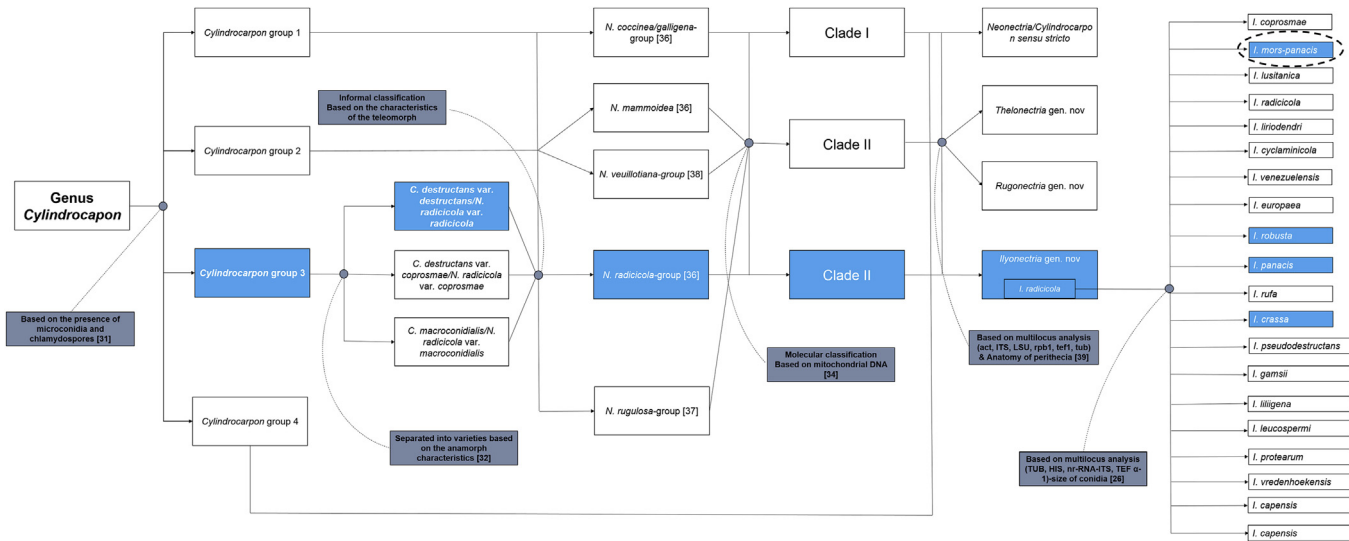 Genus
Cylindrocapon
Based on the presence of
microconidia and
chlamydospores [31]
Cylindrocarpon group 1
Cylindrocarpon group 2
Cylindrocarpon group 3
Cylindrocarpon group 4
Informal classification
Based on the characteristics
of the teleomorph
C. destructans var.
destructans/N.
radicicola var.
radicicola
C. destructans var.
coprosmae/N. radicicola
var. coprosmae
C. macroconidialis/N.
radicicola var.
macroconidialis
Separated into varieties based
on the anamorph
characteristics [32]
N. coccinea/galligena-
group [36]
N. mammoidea [36]
N. veuillotiana-group [38]
N. radicicola-group [36]
N. rugulosa-group [37]
Molecular classification
Based on mitochondrial DNA
[34]
Clade I
Clade II
Clade II
Neonectria/Cylindrocarpo
n sensu stricto
Thelonectria gen. nov
Rugonectria gen. nov
Ilyonectria gen. nov
I. radicicola
Based on multilocus analysis
(act, ITS, LSU, rpb1, tef1, tub)
& Anatomy of perithecia [39]
Based on multilocus analysis
(TUB, HIS, nr-RNA-ITS, TEF α-
1)-size of conidia [26]
I. coprosmae
I. mors-panacis
I. lusitanica
I. radicicola
I. liriodendri
I. cyclaminicola
I. venezuelensis
I. europaea
I. robusta
I. panacis
I. rufa
I. crassa
I. pseudodestructans
I. gamsii
I. liliigena
I. leucospermi
I. protearum
I. vredenhoekensis
I. capensis
I. capensis